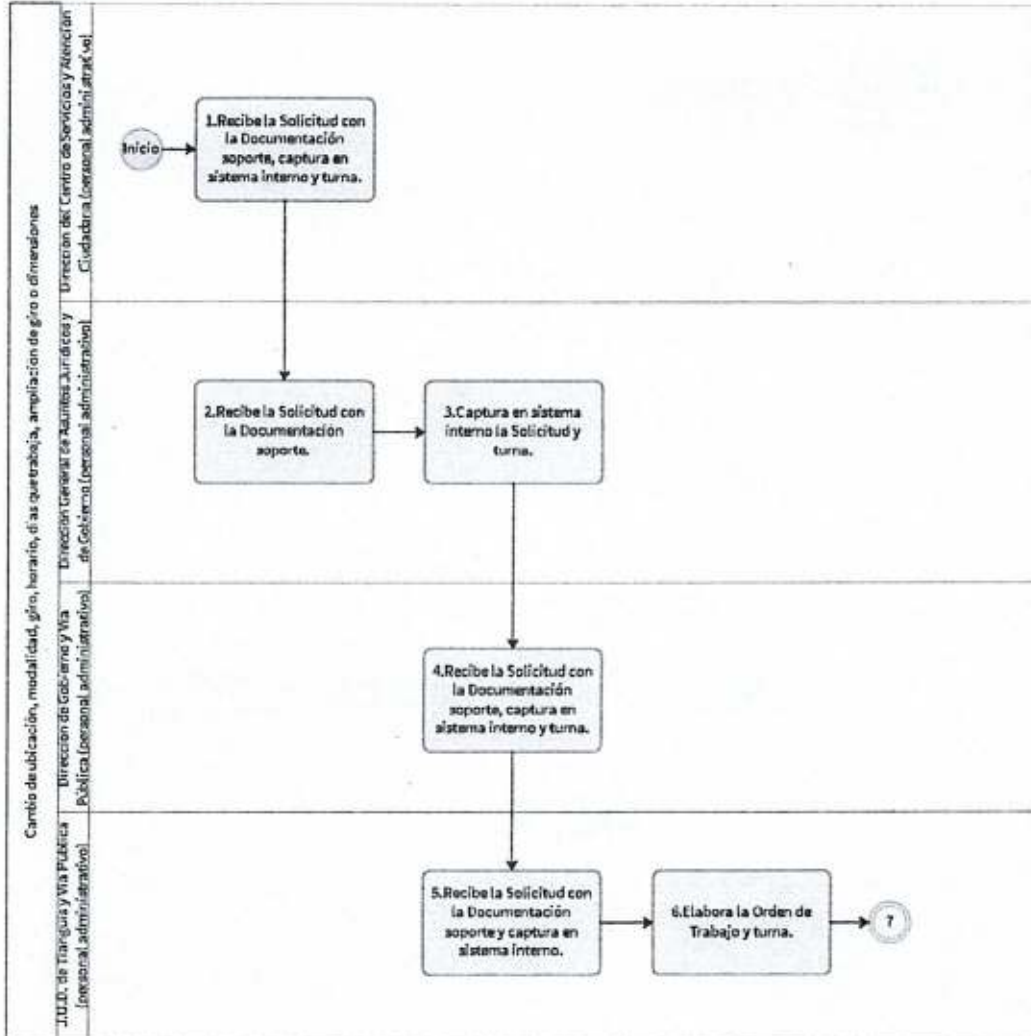 Cambio de ubicación, modalidad, giro, horario, días que trabaja, ampliación de giro o dimensiones
Dirección del Centro de Servicios y Atención
Ciudadana (personal administrativo)
Inicio
1.Recibe la Solicitud con
la Documentación
soporte, captura en
sistema interno y turna.
Dirección General de Asuntos Jurídicos y
de Gobierno (personal administrativo)
2.Recibe la Solicitud con
la Documentación
soporte.
3.Captura en sistema
interno la Solicitud y
turna.
Dirección de Gobierno y Vía
Pública (personal administrativo)
4.Recibe la Solicitud con
la Documentación
soporte, captura en
sistema interno y turna.
J.U.D. de Tianguis y Vía Pública
(personal administrativo)
5.Recibe la Solicitud con
la Documentación
soporte y captura en
sistema interno.
6.Elabora la Orden de
Trabajo y turna.
7